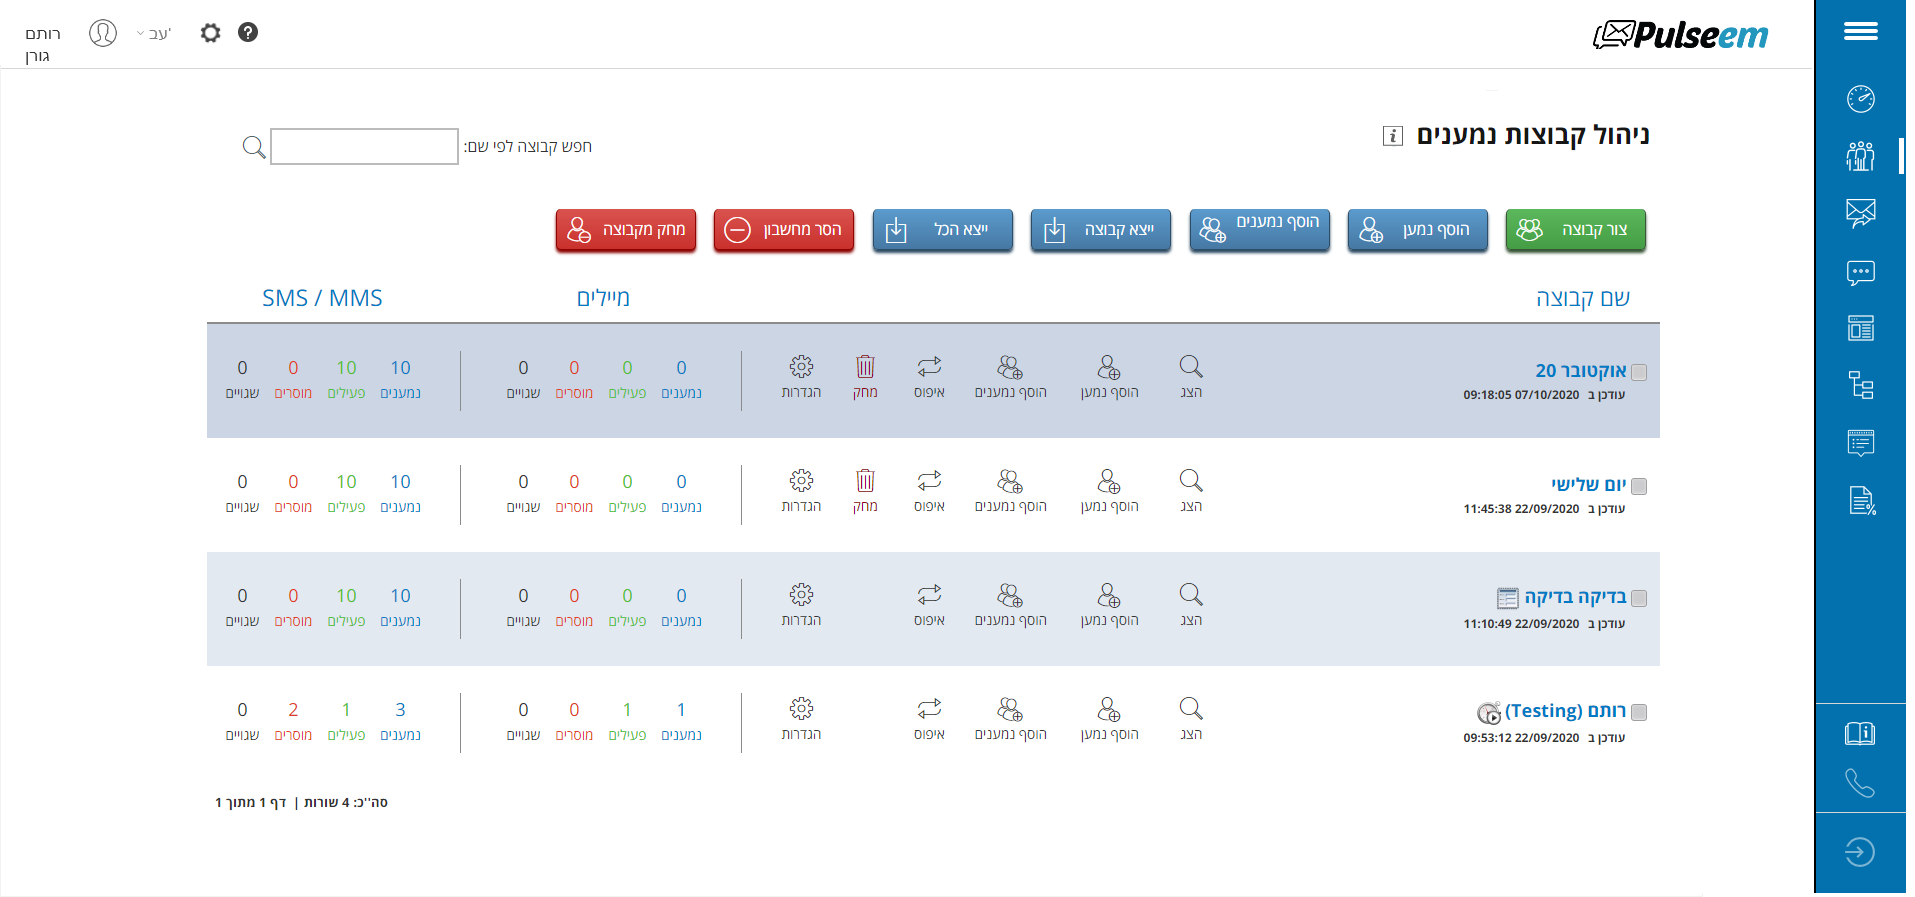 Pulseem
עב'
רותם
גורן
ניהול קבוצות נמענים
חפש קבוצה לפי שם:
צור קבוצה
הוסף נמען
הוסף נמענים
ייצא קבוצה
ייצא הכל
הסר מחשבון
מחק מקבוצה
שם קבוצה מיילים SMS / MMS
אוקטובר 20
עודכן ב 07/10/2020 09:18:05
הצג הוסף נמען הוסף נמענים איפוס מחק הגדרות
0 0 0 0
נמענים פעילים מוסרים שגויים
10 10 0 0
נמענים פעילים מוסרים שגויים
יום שלישי
עודכן ב 22/09/2020 11:45:38
הצג הוסף נמען הוסף נמענים איפוס מחק הגדרות
0 0 0 0
נמענים פעילים מוסרים שגויים
10 10 0 0
נמענים פעילים מוסרים שגויים
בדיקה בדיקה
עודכן ב 22/09/2020 11:10:49
הצג הוסף נמען הוסף נמענים איפוס הגדרות
0 0 0 0
נמענים פעילים מוסרים שגויים
10 10 0 0
נמענים פעילים מוסרים שגויים
רותם (Testing)
עודכן ב 22/09/2020 09:53:12
הצג הוסף נמען הוסף נמענים איפוס הגדרות
1 1 0 0
נמענים פעילים מוסרים שגויים
3 1 2 0
נמענים פעילים מוסרים שגויים
סה''כ: 4 שורות | דף 1 מתוך 1